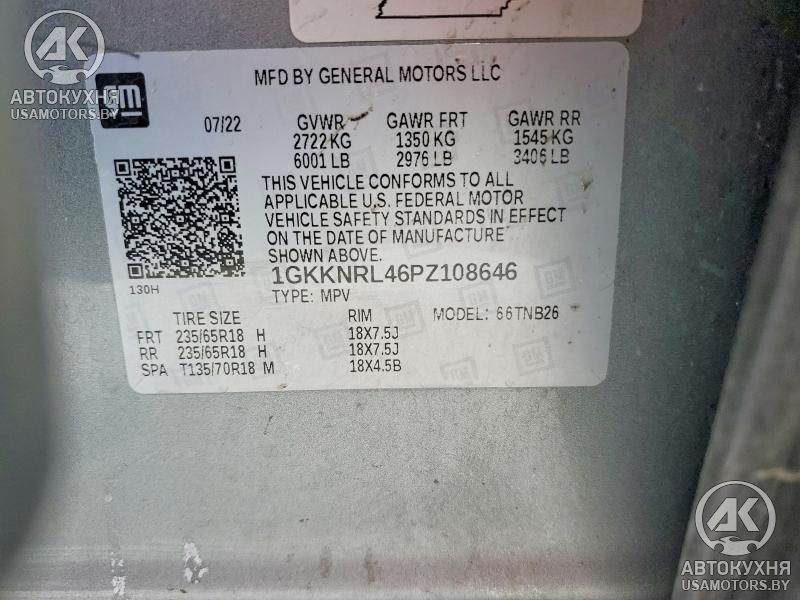 АК
АВТОКУХНЯ
USAMOTORS.BY
GM
MFD BY GENERAL MOTORS LLC
07/22 GVWR GAWR FRT GAWR RR
2722 KG 1350 KG 1545 KG
6001 LB 2976 LB 3406 LB
THIS VEHICLE CONFORMS TO ALL
APPLICABLE U.S. FEDERAL MOTOR
VEHICLE SAFETY STANDARDS IN EFFECT
ON THE DATE OF MANUFACTURE
SHOWN ABOVE.
130H
1GKKNRL46PZ108646
TYPE: MPV
TIRE SIZE RIM MODEL: 66TNB26
FRT 235/65R18 H 18X7.5J
RR 235/65R18 H 18X7.5J
SPA T135/70R18 M 18X4.5B
АК
АВТОКУХНЯ
USAMOTORS.BY